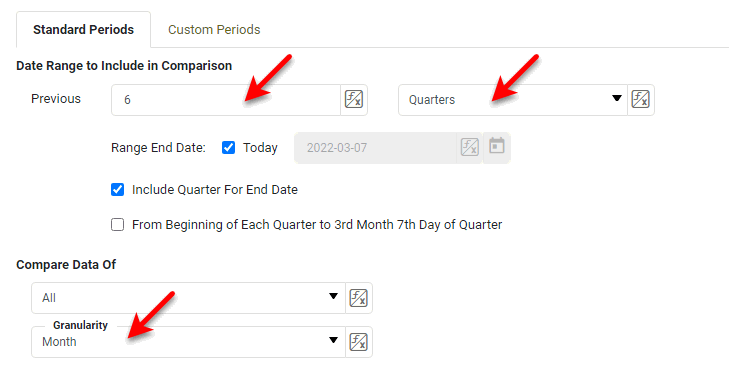 Standard Periods Custom Periods
Date Range to Include in Comparison
Previous 6 Quarters
Range End Date: Today 2022-03-07
Include Quarter For End Date
From Beginning of Each Quarter to 3rd Month 7th Day of Quarter
Compare Data Of
All
Granularity
Month